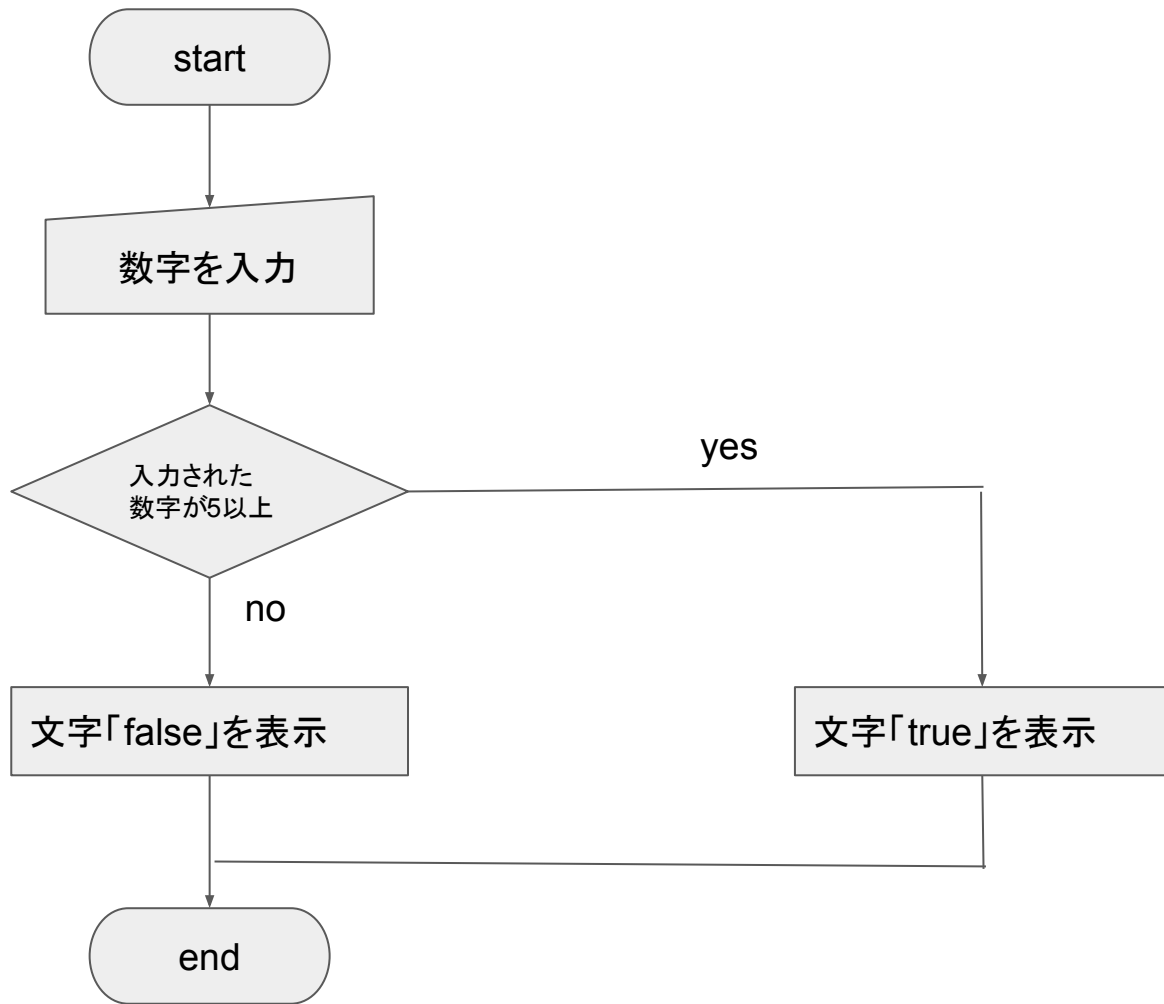 start
数字を入力
入力された
数字が5以上
yes
no
文字「false」を表示
文字「true」を表示
end